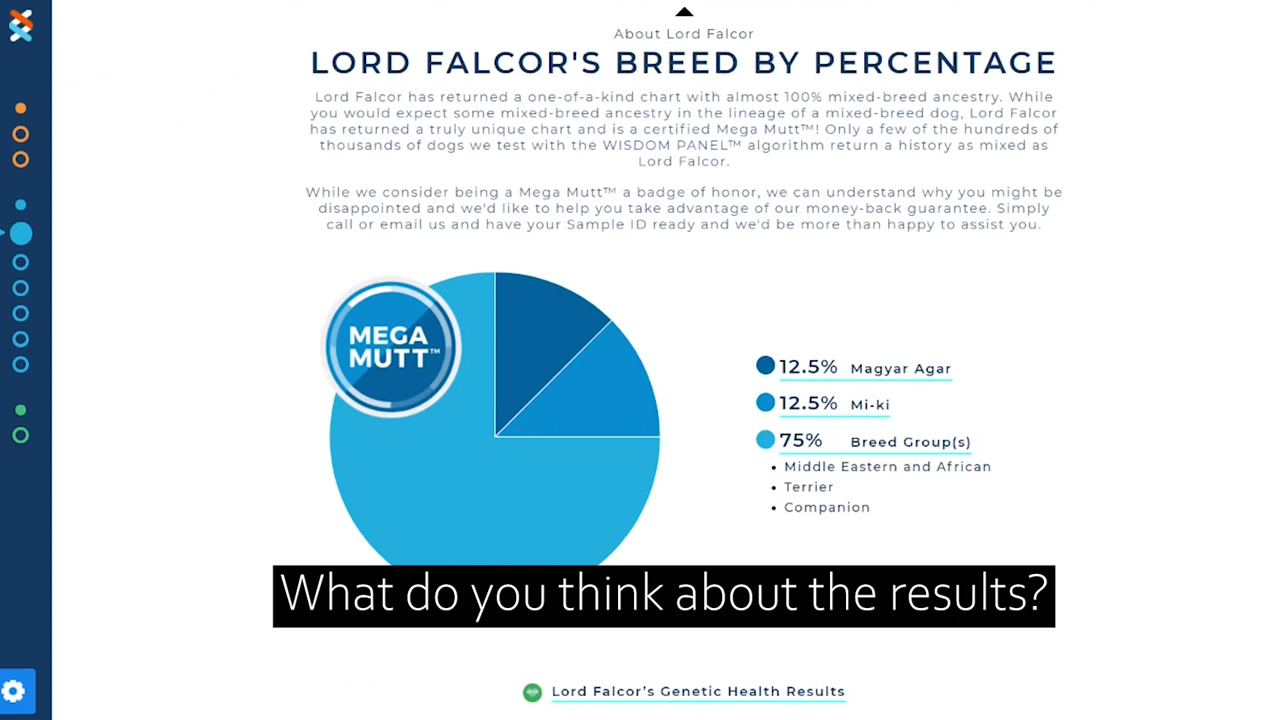 About Lord Falcor
LORD FALCOR'S BREED BY PERCENTAGE
Lord Falcor has returned a one-of-a-kind chart with almost 100% mixed-breed ancestry. While
you would expect some mixed-breed ancestry in the lineage of a mixed-breed dog, Lord Falcor
has returned a truly unique chart and is a certified Mega Mutt™! Only a few of the hundreds of
thousands of dogs we test with the WISDOM PANEL™ algorithm return a history as mixed as
Lord Falcor.
While we consider being a Mega Mutt™ a badge of honor, we can understand why you might be
disappointed and we'd like to help you take advantage of our money-back guarantee. Simply
call or email us and have your Sample ID ready and we'd be more than happy to assist you.
MEGA
MUTT™
12.5% Magyar Agar
12.5% Mi-ki
75% Breed Group(s)
• Middle Eastern and African
• Terrier
• Companion
What do you think about the results?
Lord Falcor's Genetic Health Results